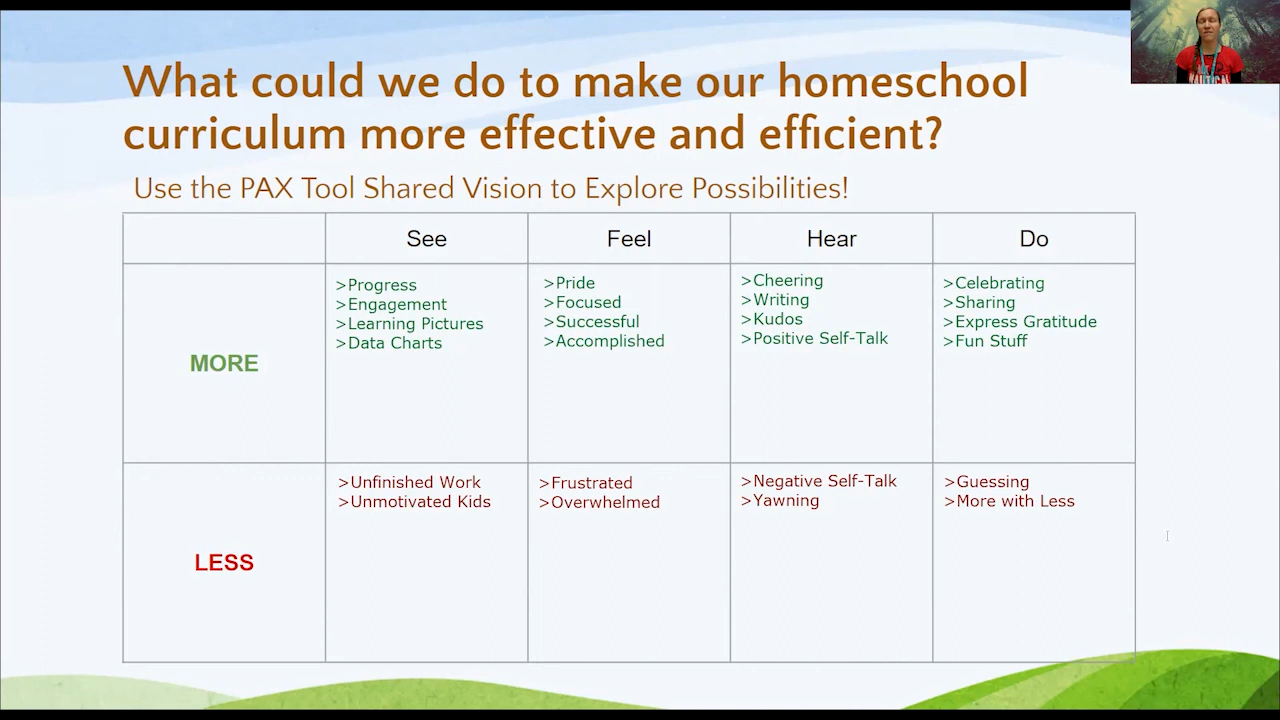 What could we do to make our homeschool
curriculum more effective and efficient?
Use the PAX Tool Shared Vision to Explore Possibilities!
See
Feel
Hear
Do
MORE
>Progress
>Engagement
>Learning Pictures
>Data Charts
>Pride
>Focused
>Successful
>Accomplished
>Cheering
>Writing
>Kudos
>Positive Self-Talk
>Celebrating
>Sharing
>Express Gratitude
>Fun Stuff
LESS
>Unfinished Work
>Unmotivated Kids
>Frustrated
>Overwhelmed
>Negative Self-Talk
>Yawning
>Guessing
>More with Less